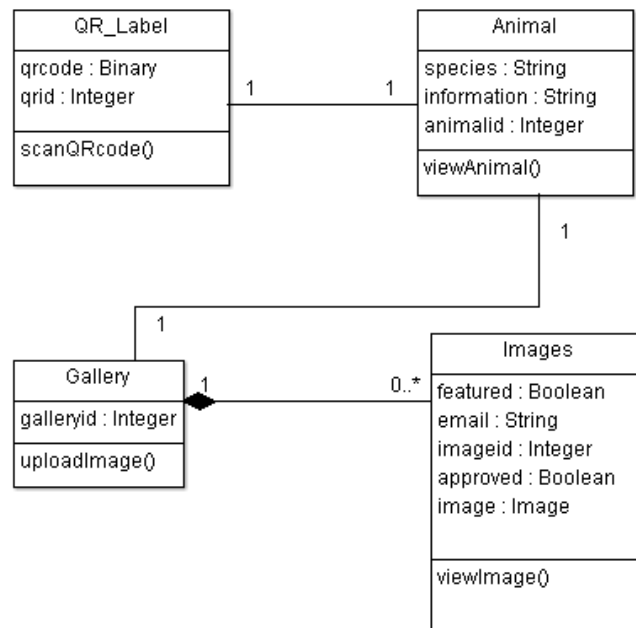 QR_Label
qrcode : Binary
qrid : Integer
scanQRcode()
1
1
Animal
species : String
information : String
animalid : Integer
viewAnimal()
1
1
Gallery
galleryid : Integer
uploadImage()
1
0..*
Images
featured : Boolean
email : String
imageid : Integer
approved : Boolean
image : Image
viewImage()